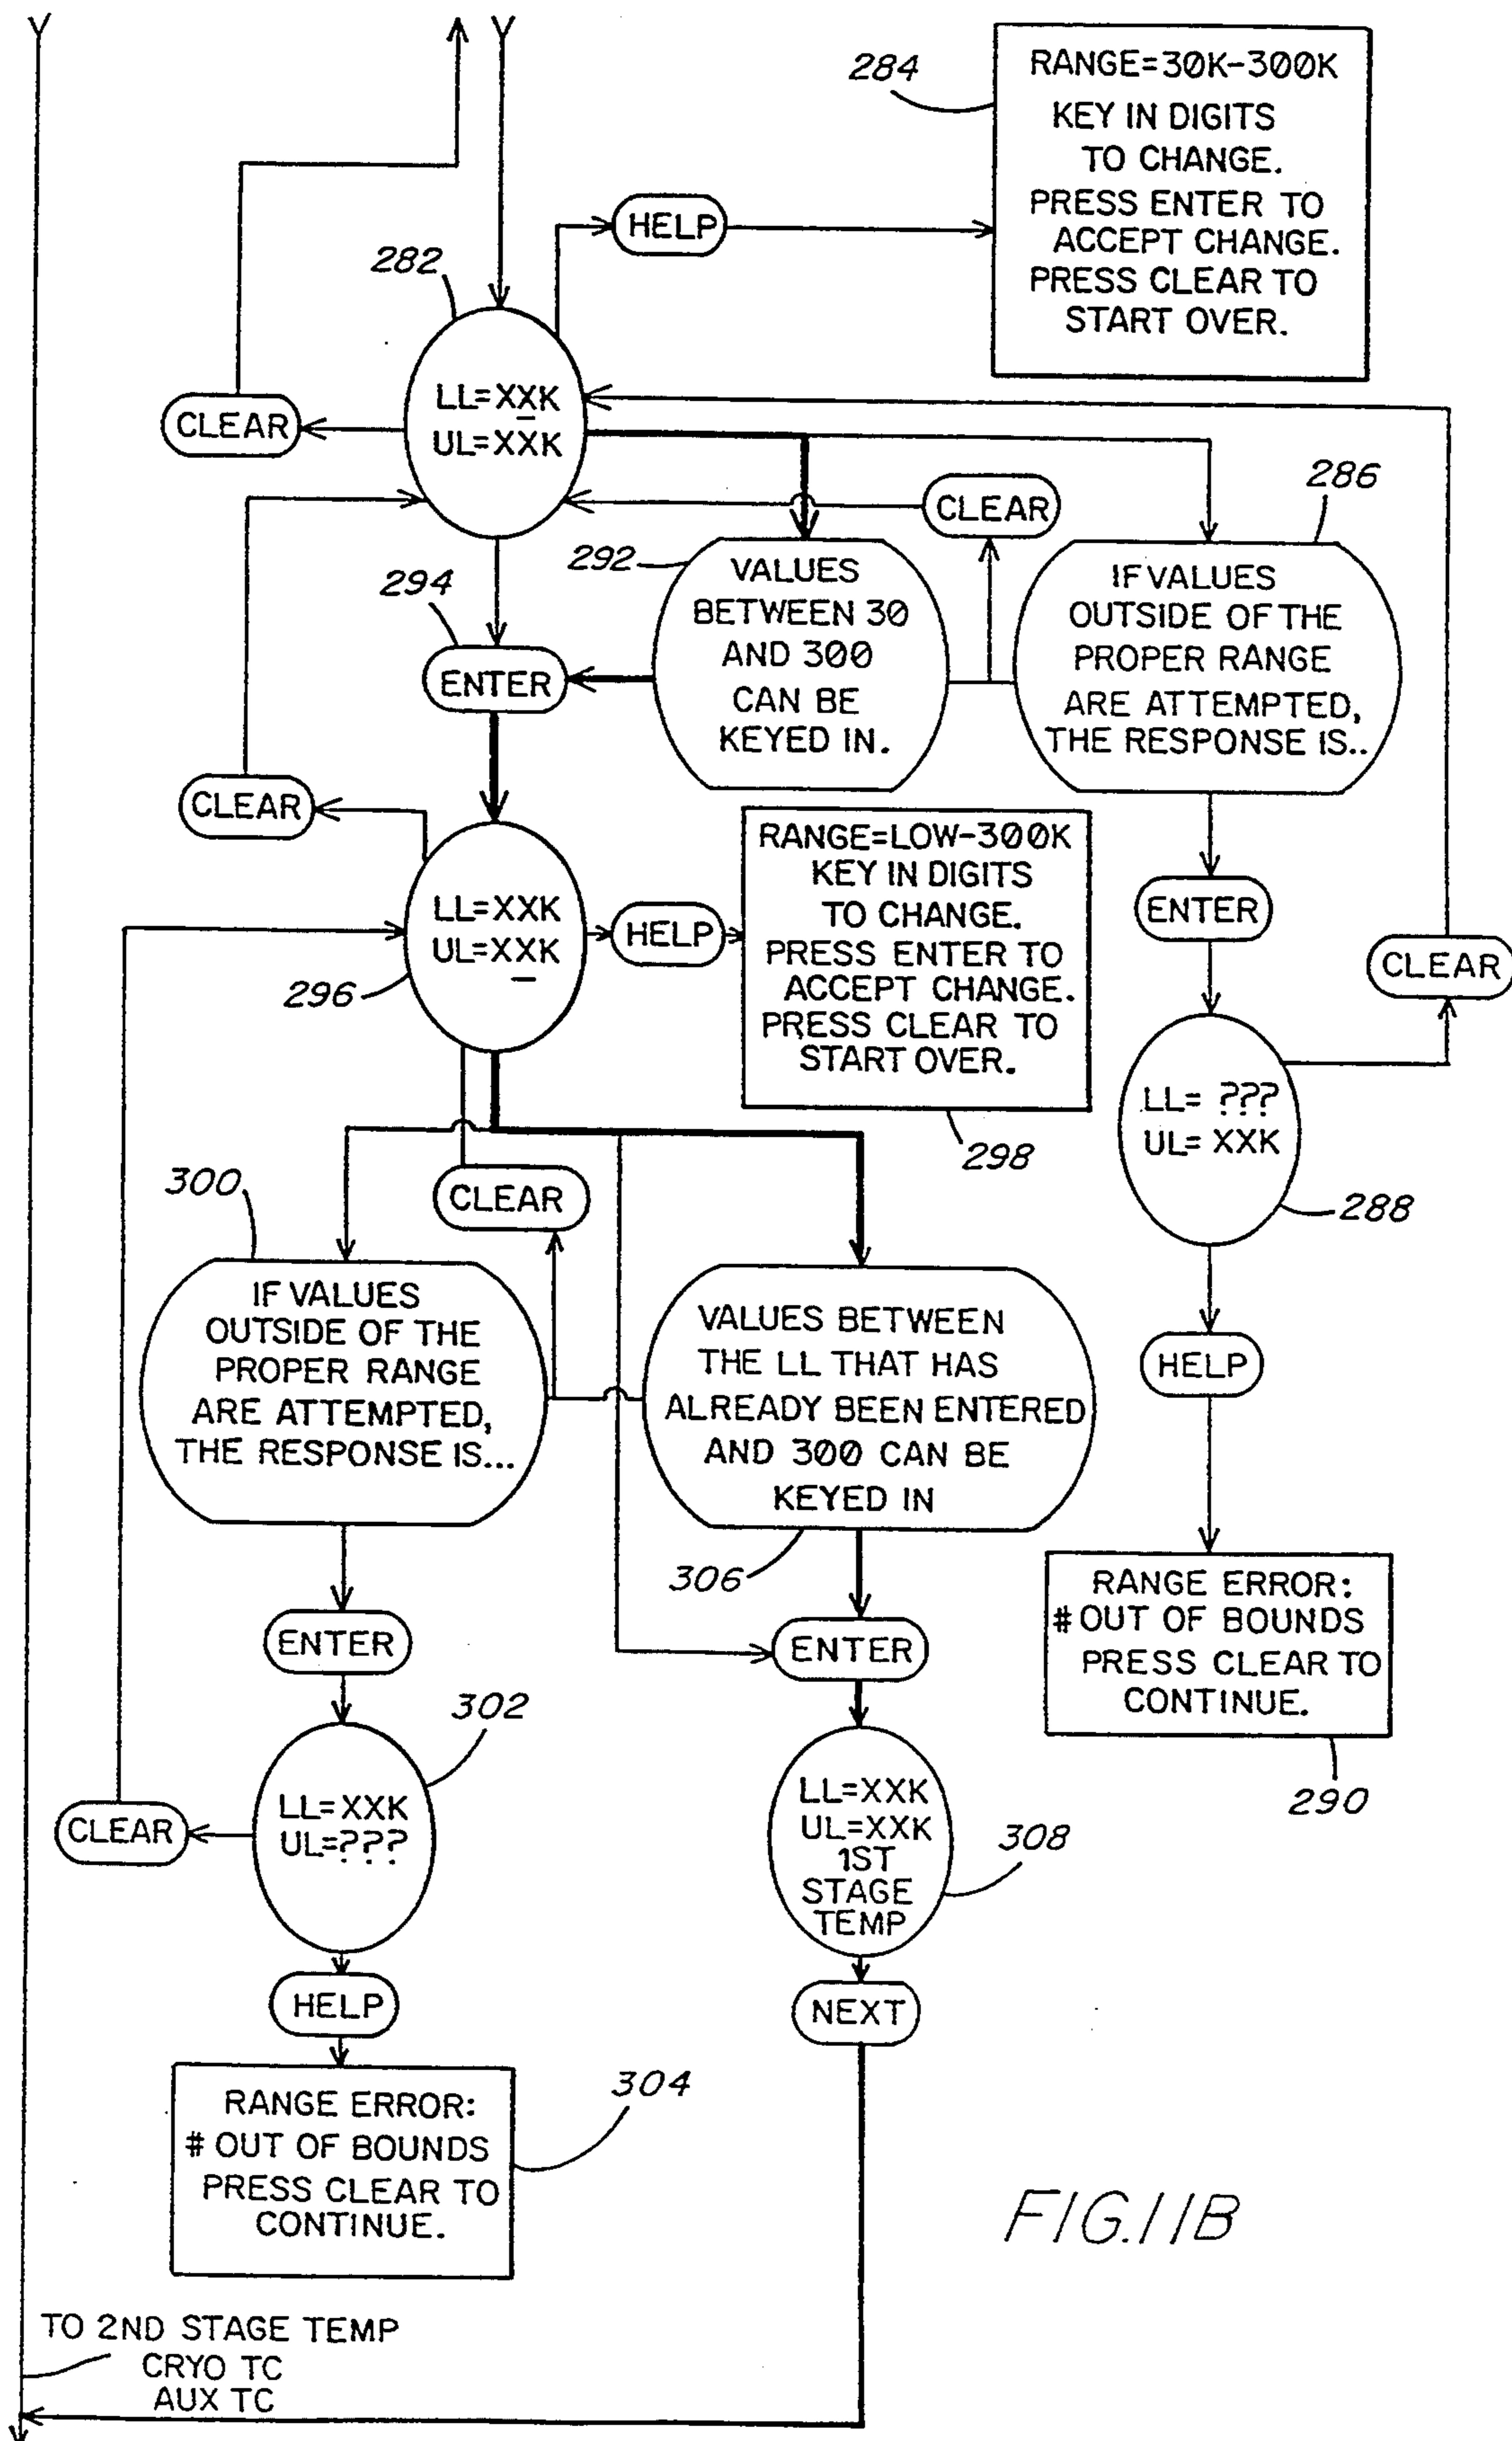 284
RANGE=30K-300K
KEY IN DIGITS
TO CHANGE.
PRESS ENTER TO
ACCEPT CHANGE.
PRESS CLEAR TO
START OVER.
HELP
282
LL=XXK
UL=XXK
CLEAR
CLEAR
286
292
VALUES
BETWEEN 30
AND 300
CAN BE
KEYED IN.
IF VALUES
OUTSIDE OF THE
PROPER RANGE
ARE ATTEMPTED,
THE RESPONSE IS..
294
ENTER
CLEAR
LL=XXK
UL=XXK
296
HELP
RANGE=LOW-300K
KEY IN DIGITS
TO CHANGE.
PRESS ENTER TO
ACCEPT CHANGE.
PRESS CLEAR TO
START OVER.
298
ENTER
CLEAR
LL= ???
UL= XXK
288
HELP
RANGE ERROR:
# OUT OF BOUNDS
PRESS CLEAR TO
CONTINUE.
290
CLEAR
300
IF VALUES
OUTSIDE OF THE
PROPER RANGE
ARE ATTEMPTED,
THE RESPONSE IS...
VALUES BETWEEN
THE LL THAT HAS
ALREADY BEEN ENTERED
AND 300 CAN BE
KEYED IN
306
ENTER
ENTER
302
LL=XXK
UL=???
CLEAR
LL=XXK
UL=XXK
1ST
STAGE
TEMP
308
HELP
NEXT
RANGE ERROR:
# OUT OF BOUNDS
PRESS CLEAR TO
CONTINUE.
304
FIG.11B
TO 2ND STAGE TEMP
CRYO TC
AUX TC